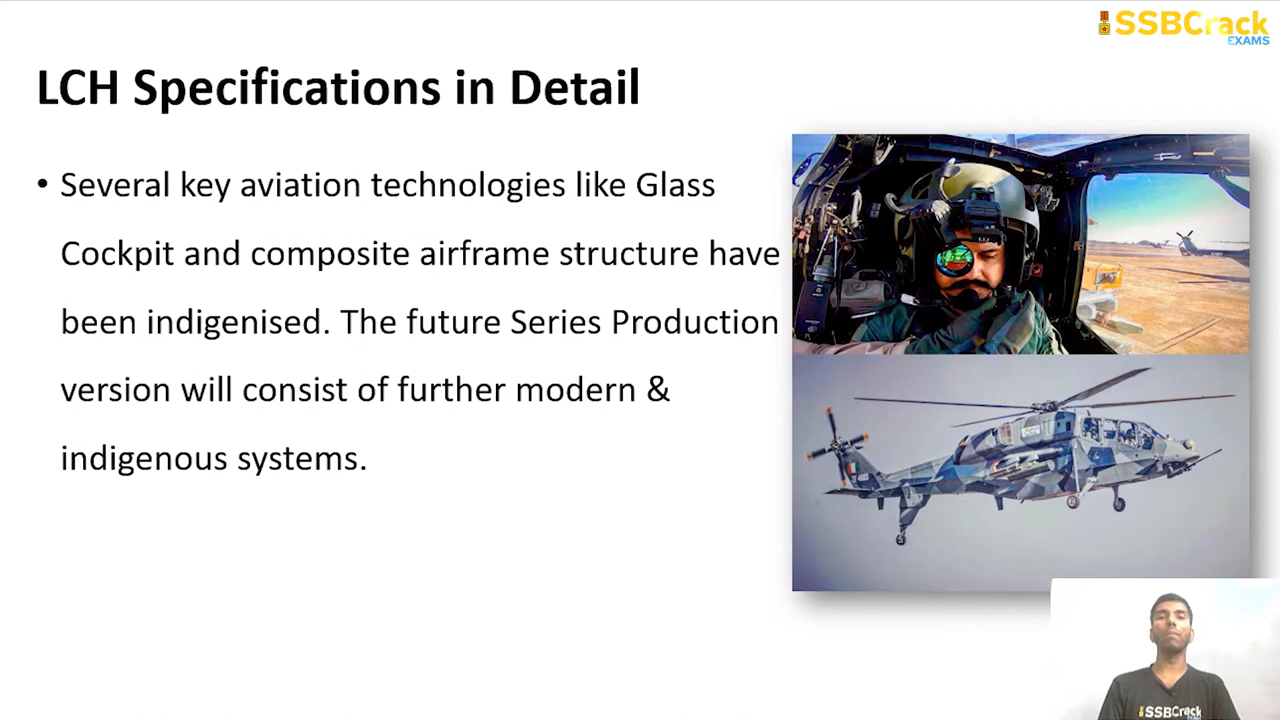 SSBCrack
EXAMS
LCH Specifications in Detail
• Several key aviation technologies like Glass
Cockpit and composite airframe structure have
been indigenised. The future Series Production
version will consist of further modern &
indigenous systems.
SSBCrack